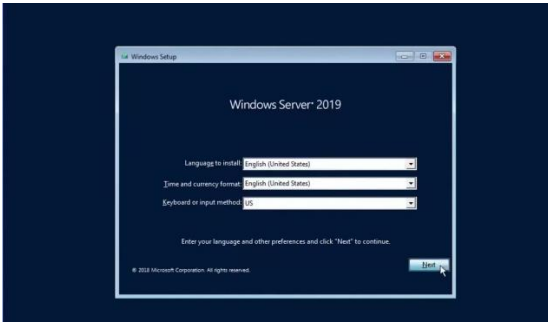 Windows Setup
Windows Server® 2019
Language to install: English (United States)
Time and currency format: English (United States)
Keyboard or input method: US
Enter your language and other preferences and click "Next" to continue.
© 2018 Microsoft Corporation. All rights reserved.
Next